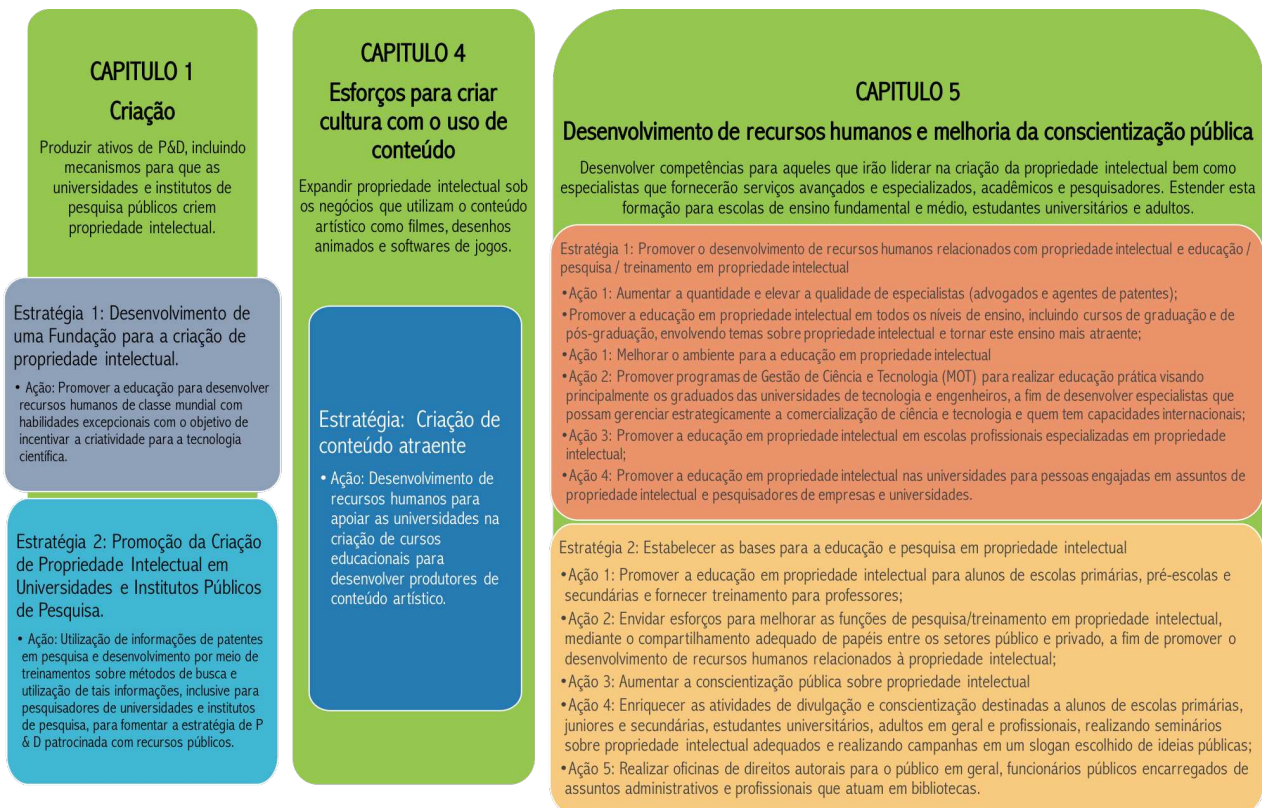 CAPITULO 1
Criação
Produzir ativos de P&D, incluindo
mecanismos para que as
universidades e institutos de
pesquisa públicos criem
propriedade intelectual.
Estratégia 1: Desenvolvimento de
uma Fundação para a criação de
propriedade intelectual.
• Ação: Promover a educação para desenvolver
recursos humanos de classe mundial com
habilidades excepcionais com o objetivo de
incentivar a criatividade para a tecnologia
científica.
Estratégia 2: Promoção da Criação
de Propriedade Intelectual em
Universidades e Institutos Públicos
de Pesquisa.
• Ação: Utilização de informações de patentes
em pesquisa e desenvolvimento por meio de
treinamentos sobre métodos de busca e
utilização de tais informações, inclusive para
pesquisadores de universidades e institutos
de pesquisa, para fomentar a estratégia de P
& D patrocinada com recursos públicos.
CAPITULO 4
Esforços para criar
cultura com o uso de
conteúdo
Expandir propriedade intelectual sob
os negócios que utilizam o conteúdo
artístico como filmes, desenhos
animados e softwares de jogos.
Estratégia: Criação de
conteúdo atraente
• Ação: Desenvolvimento de
recursos humanos para
apoiar as universidades na
criação de cursos
educacionais para
desenvolver produtores de
conteúdo artístico.
CAPITULO 5
Desenvolvimento de recursos humanos e melhoria da conscientização pública
Desenvolver competências para aqueles que irão liderar na criação da propriedade intelectual bem como
especialistas que fornecerão serviços avançados e especializados, acadêmicos e pesquisadores. Estender esta
formação para escolas de ensino fundamental e médio, estudantes universitários e adultos.
Estratégia 1: Promover o desenvolvimento de recursos humanos relacionados com propriedade intelectual e educação /
pesquisa / treinamento em propriedade intelectual
•Ação 1: Aumentar a quantidade e elevar a qualidade de especialistas (advogados e agentes de patentes);
•Promover a educação em propriedade intelectual em todos os níveis de ensino, incluindo cursos de graduação e de
pós-graduação, envolvendo temas sobre propriedade intelectual e tornar este ensino mais atraente;
•Ação 1: Melhorar o ambiente para a educação em propriedade intelectual
•Ação 2: Promover programas de Gestão de Ciência e Tecnologia (MOT) para realizar educação prática visando
principalmente os graduados das universidades de tecnologia e engenheiros, a fim de desenvolver especialistas que
possam gerenciar estrategicamente a comercialização de ciência e tecnologia e quem tem capacidades internacionais;
•Ação 3: Promover a educação em propriedade intelectual em escolas profissionais especializadas em propriedade
intelectual;
•Ação 4: Promover a educação em propriedade intelectual nas universidades para pessoas engajadas em assuntos de
propriedade intelectual e pesquisadores de empresas e universidades.
Estratégia 2: Estabelecer as bases para a educação e pesquisa em propriedade intelectual
•Ação 1: Promover a educação em propriedade intelectual para alunos de escolas primárias, pré-escolas e
secundárias e fornecer treinamento para professores;
•Ação 2: Envidar esforços para melhorar as funções de pesquisa/treinamento em propriedade intelectual,
mediante o compartilhamento adequado de papéis entre os setores público e privado, a fim de promover o
desenvolvimento de recursos humanos relacionados à propriedade intelectual;
•Ação 3: Aumentar a conscientização pública sobre propriedade intelectual
•Ação 4: Enriquecer as atividades de divulgação e conscientização destinadas a alunos de escolas primárias,
juniores e secundárias, estudantes universitários, adultos em geral e profissionais, realizando seminários
sobre propriedade intelectual adequados e realizando campanhas em um slogan escolhido de ideias públicas;
•Ação 5: Realizar oficinas de direitos autorais para o público em geral, funcionários públicos encarregados de
assuntos administrativos e profissionais que atuam em bibliotecas.